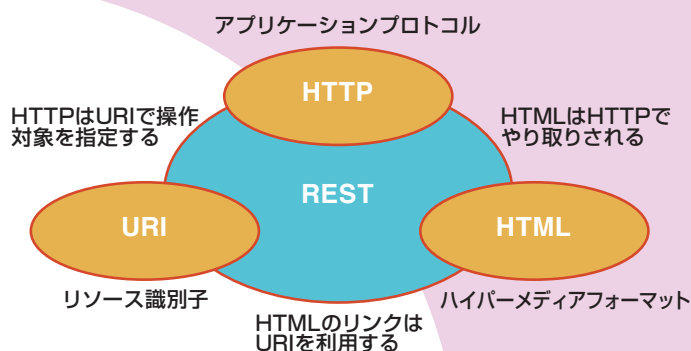 アプリケーションプロトコル
HTTP
HTTPはURIで操作
対象を指定する
HTMLはHTTPで
やり取りされる
REST
URI
HTML
リソース識別子
ハイパーメディアフォーマット
HTMLのリンクは
URIを利用する